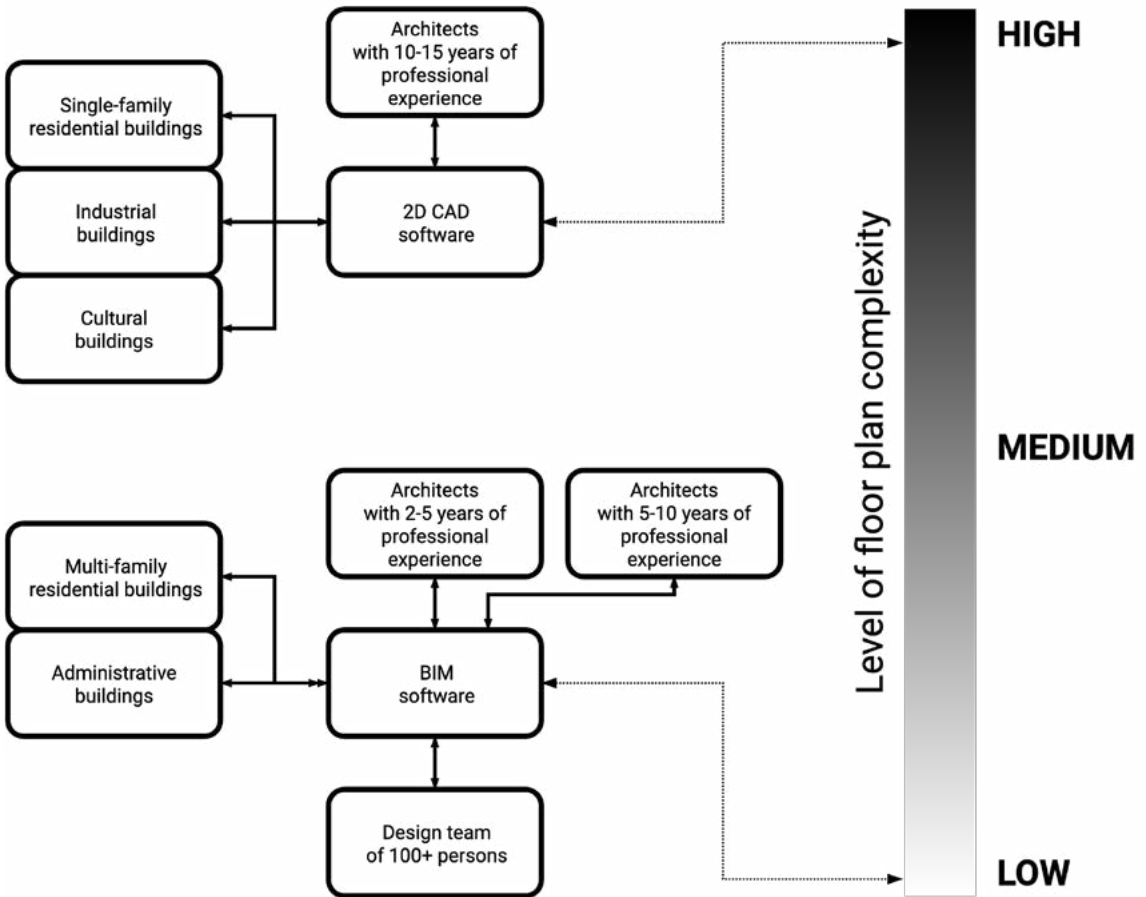 Architects
with 10-15 years of
professional
experience
HIGH
Single-family
residential buildings
Industrial
buildings
2D CAD
software
Cultural
buildings
Level of floor plan complexity
MEDIUM
Architects
with 2-5 years of
professional
experience
Architects
with 5-10 years of
professional
experience
Multi-family
residential buildings
Administrative
buildings
BIM
software
Design team
of 100+ persons
LOW